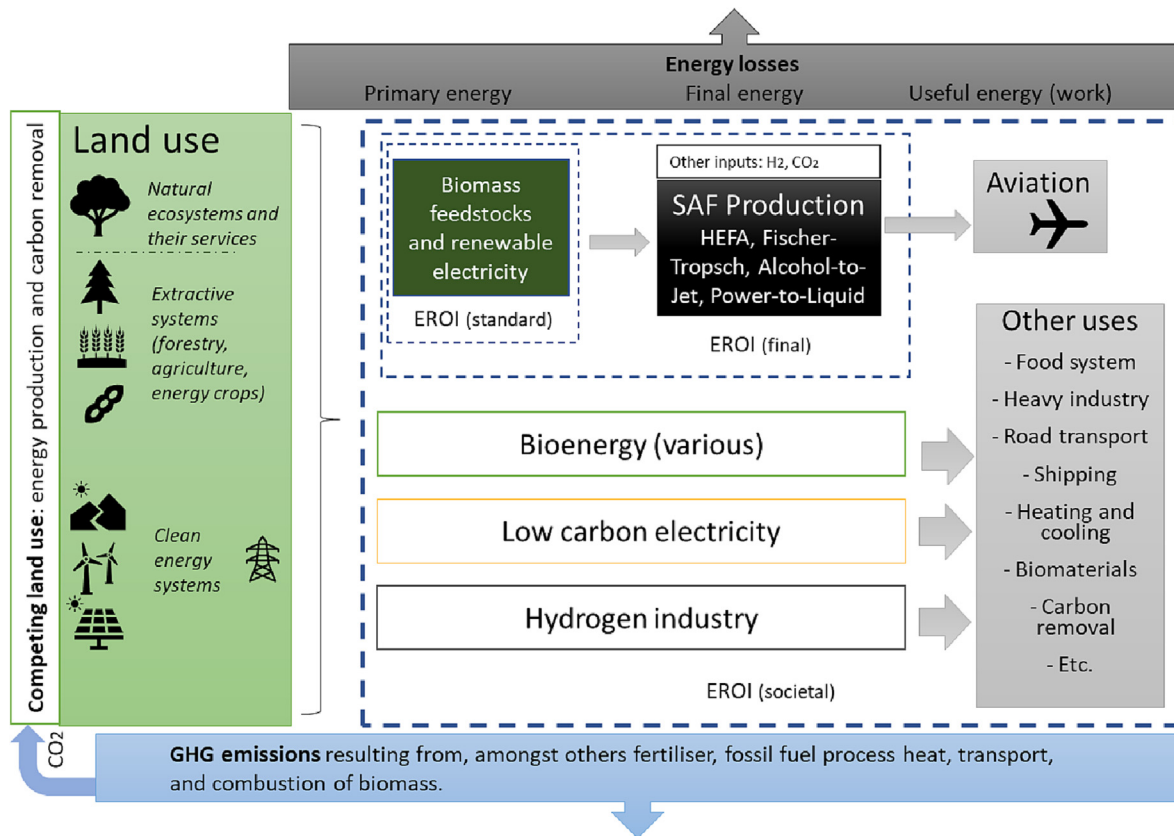 Energy losses
Primary energy
Final energy
Useful energy (work)
Competing land use: energy production and carbon removal
Land use
Natural
ecosystems and
their services
Extractive
systems
(forestry,
agriculture,
energy crops)
Clean
energy
systems
Biomass
feedstocks
and renewable
electricity
EROI (standard)
Other inputs: H2, CO2
SAF Production
HEFA, Fischer-
Tropsch, Alcohol-to-
Jet, Power-to-Liquid
EROI (final)
Aviation
Bioenergy (various)
Low carbon electricity
Hydrogen industry
EROI (societal)
Other uses
- Food system
- Heavy industry
- Road transport
- Shipping
- Heating and
cooling
- Biomaterials
- Carbon
removal
- Etc.
CO2
GHG emissions resulting from, amongst others fertiliser, fossil fuel process heat, transport,
and combustion of biomass.